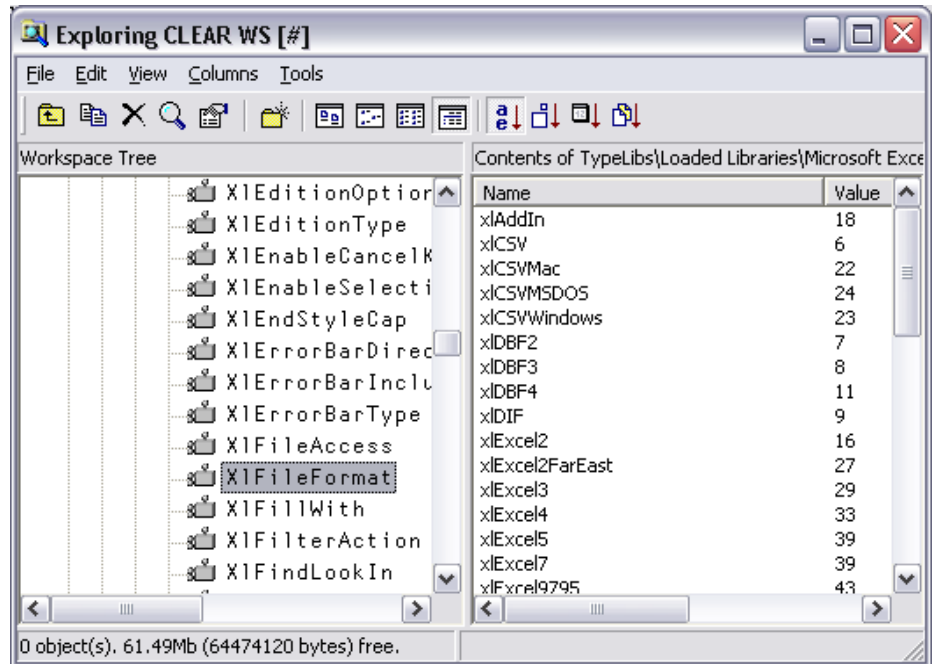 Exploring CLEAR WS [#]
File Edit View Columns Tools
Workspace Tree
XlEditionOption
XlEditionType
XlEnableCancelK
XlEnableSelecti
XlEndStyleCap
XlErrorBarDirec
XlErrorBarInclu
XlErrorBarType
XlFileAccess
XlFileFormat
XlFillWith
XlFilterAction
XlFindLookIn
Contents of TypeLibs\Loaded Libraries\Microsoft Exce
Name Value
xlAddIn 18
xlCSV 6
xlCSVMac 22
xlCSVMSDOS 24
xlCSVWindows 23
xlDBF2 7
xlDBF3 8
xlDBF4 11
xlDIF 9
xlExcel2 16
xlExcel2FarEast 27
xlExcel3 29
xlExcel4 33
xlExcel5 39
xlExcel7 39
xlExcel9795 43
0 object(s). 61.49Mb (64474120 bytes) free.